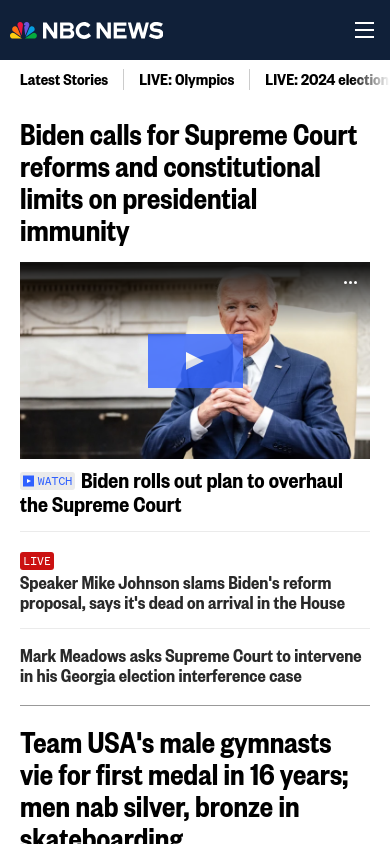 NBC NEWS
Latest Stories
LIVE: Olympics
LIVE: 2024 election
Biden calls for Supreme Court
reforms and constitutional
limits on presidential
immunity
WATCH Biden rolls out plan to overhaul
the Supreme Court
LIVE
Speaker Mike Johnson slams Biden's reform
proposal, says it's dead on arrival in the House
Mark Meadows asks Supreme Court to intervene
in his Georgia election interference case
Team USA's male gymnasts
vie for first medal in 16 years;
men nab silver, bronze in
skateboarding